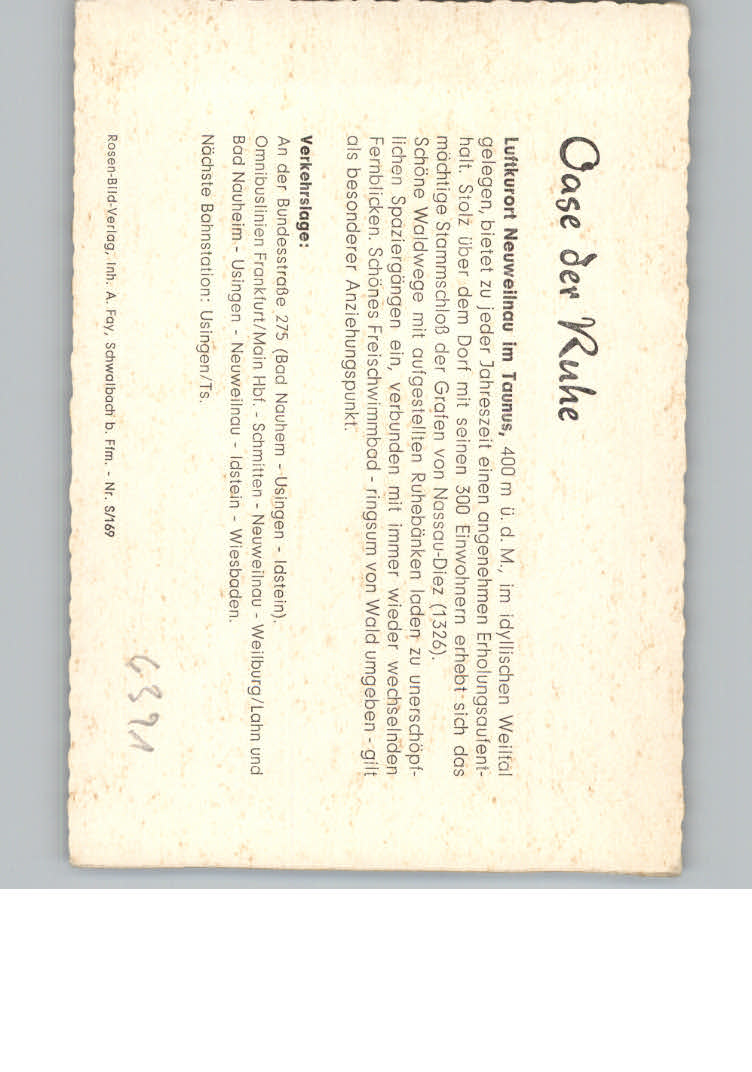 Oase der Ruhe
Luftkurort Neuweilnau im Taunus, 400 m ü. d. M., im idyllischen Weiltal
gelegen, bietet zu jeder Jahreszeit einen angenehmen Erholungsaufent-
halt. Stolz über dem Dorf mit seinen 300 Einwohnern erhebt sich das
mächtige Stammschloß der Grafen von Nassau-Diez (1326).
Schöne Waldwege mit aufgestellten Ruhebänken laden zu unerschöpf-
lichen Spaziergängen ein, verbunden mit immer wieder wechselnden
Fernblicken. Schönes Freischwimmbad - ringsum von Wald umgeben - gilt
als besonderer Anziehungspunkt.
Verkehrslage:
An der Bundesstraße 275 (Bad Nauhem - Usingen - Idstein).
Omnibuslinien Frankfurt/Main Hbf. - Schmitten - Neuweilnau - Weilburg/Lahn und
Bad Nauheim - Usingen - Neuweilnau - Idstein - Wiesbaden.
Nächste Bahnstation: Usingen/Ts.
6391
Rosen-Bild-Verlag, Inh. A. Fay, Schwalbach b. Ffm. - Nr. S/169